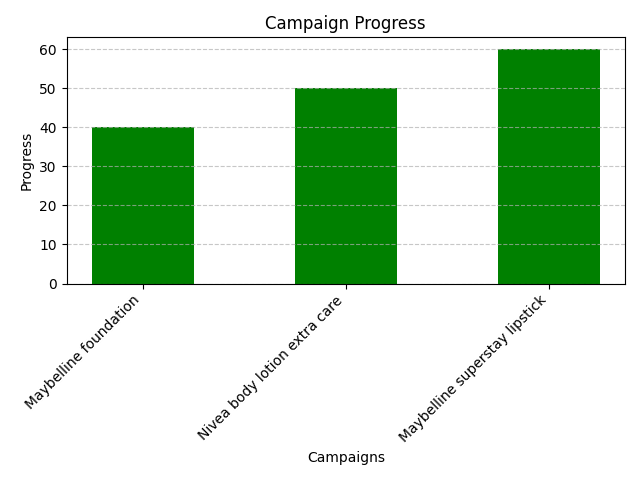 Campaign Progress
60
50
40
30
20
10
0
Progress
Maybelline foundation
Nivea body lotion extra care
Maybelline superstay lipstick
Campaigns